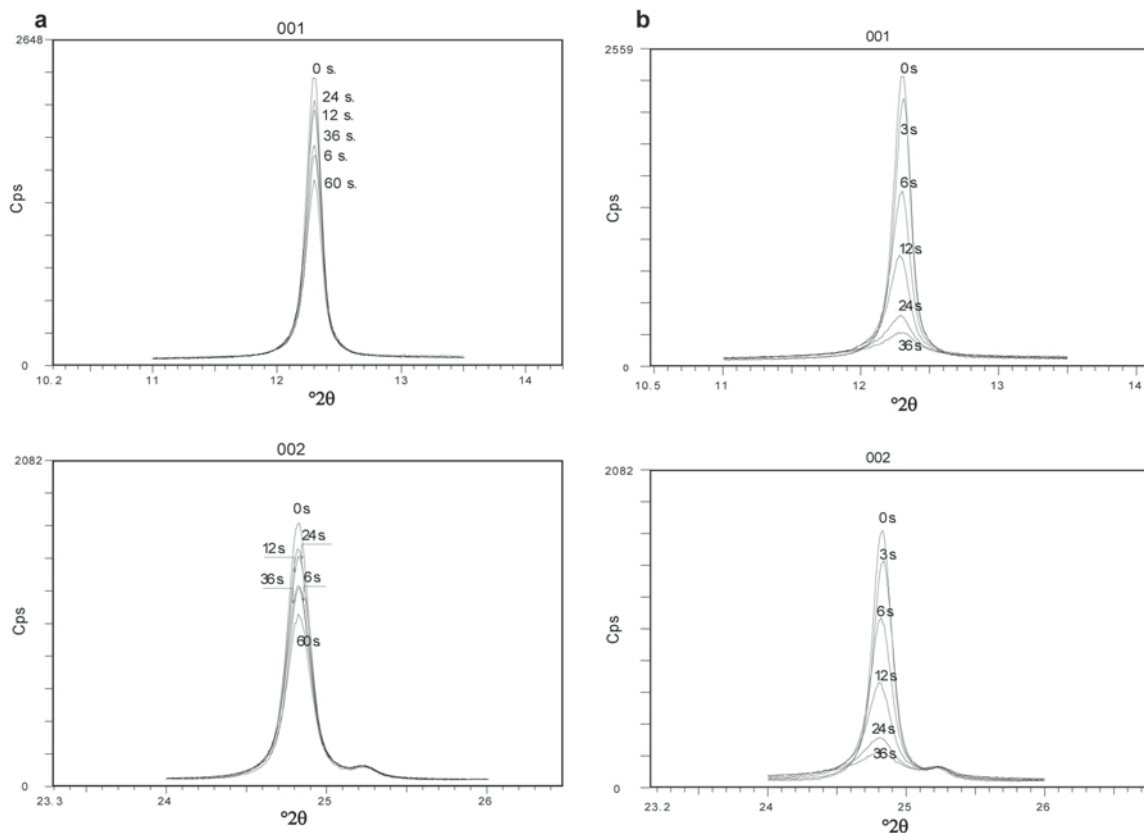 a
001
2648
0 s.
24 s.
12 s.
36 s.
6 s.
60 s.
Cps
0
10.2
11
12
13
14
°2θ
b
001
2559
0s
3s
6s
12s
24s
36s
Cps
0
10.5
11
12
13
14
°2θ
002
2082
0s
12s.
24s.
36s.
6s.
60s.
Cps
0
23.3
24
25
26
°2θ
002
2082
0s
3s
6s
12s
24s
36s
Cps
0
23.2
24
25
26
°2θ